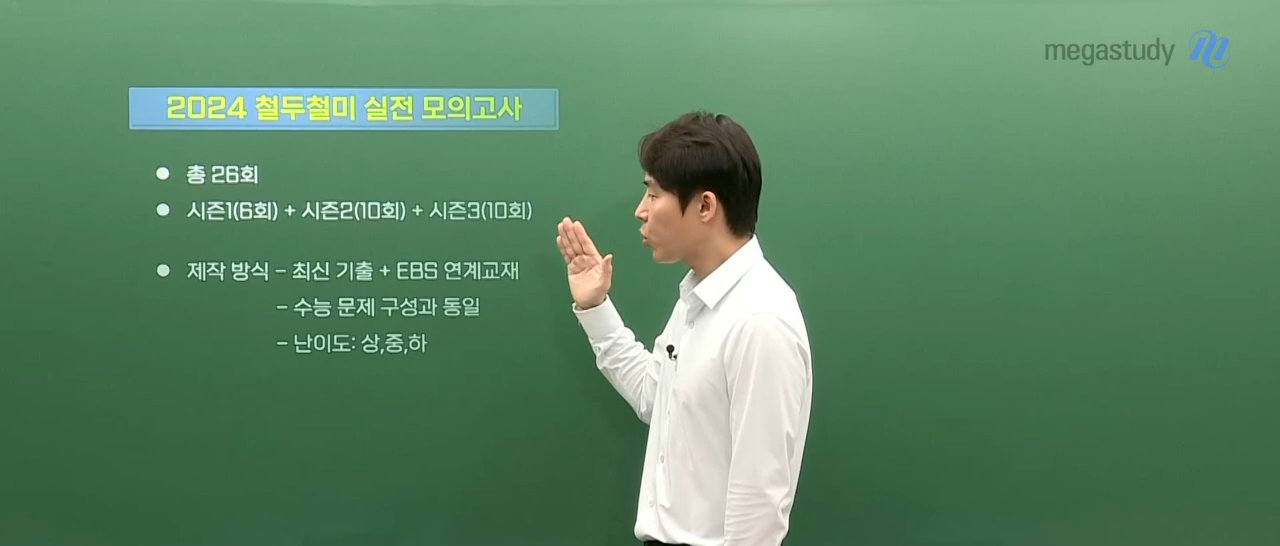 megastudy
2024 철두철미 실전 모의고사
● 총 26회
● 시즌1(6회) + 시즌2(10회) + 시즌3(10회)
● 제작 방식 - 최신 기출 + EBS 연계교재
- 수능 문제 구성과 동일
- 난이도: 상,중,하